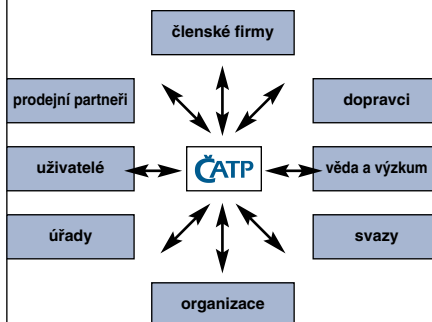 členské firmy
prodejní partneři
dopravci
uživatelé
ČATP
věda a výzkum
úřady
svazy
organizace